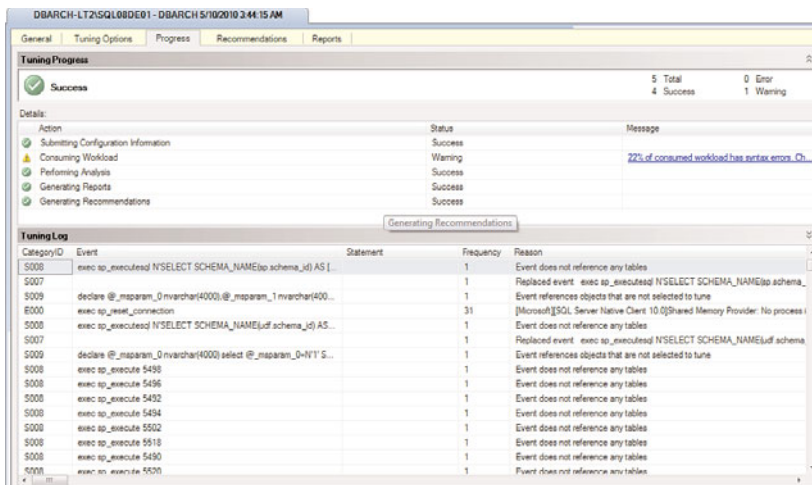 DBARCH-LT2\SQL08DE01 - DBARCH 5/10/2010 3:44:15 AM
General Tuning Options Progress Recommendations Reports
Tuning Progress
Success
5 Total 0 Error
4 Success 1 Warning
Details:
Action Status Message
Submitting Configuration Information Success
Consuming Workload Warning 22% of consumed workload has syntax errors. Ch...
Performing Analysis Success
Generating Reports Success
Generating Recommendations Success
Generating Recommendations
Tuning Log
CategoryID Event Statement Frequency Reason
S008 exec sp_executesql N'SELECT SCHEMA_NAME(sp.schema_id) AS [... 1 Event does not reference any tables
S007 1 Replaced event exec sp_executesql N'SELECT SCHEMA_NAME(sp.schema_
S009 declare @_msparam_0 nvarchar(4000),@_msparam_1 nvarchar(400... 1 Event references objects that are not selected to tune
E000 exec sp_reset_connection 31 [Microsoft][SQL Server Native Client 10.0]Shared Memory Provider: No process i
S008 exec sp_executesql N'SELECT SCHEMA_NAME(udf.schema_id) AS... 1 Event does not reference any tables
S007 1 Replaced event exec sp_executesql N'SELECT SCHEMA_NAME(udf.schema_
S009 declare @_msparam_0 nvarchar(4000) select @_msparam_0=N'1' S... 1 Event references objects that are not selected to tune
S008 exec sp_execute 5498 1 Event does not reference any tables
S008 exec sp_execute 5496 1 Event does not reference any tables
S008 exec sp_execute 5492 1 Event does not reference any tables
S008 exec sp_execute 5494 1 Event does not reference any tables
S008 exec sp_execute 5502 1 Event does not reference any tables
S008 exec sp_execute 5518 1 Event does not reference any tables
S008 exec sp_execute 5490 1 Event does not reference any tables
S008 exec sp_execute 5520 1 Event does not reference any tables